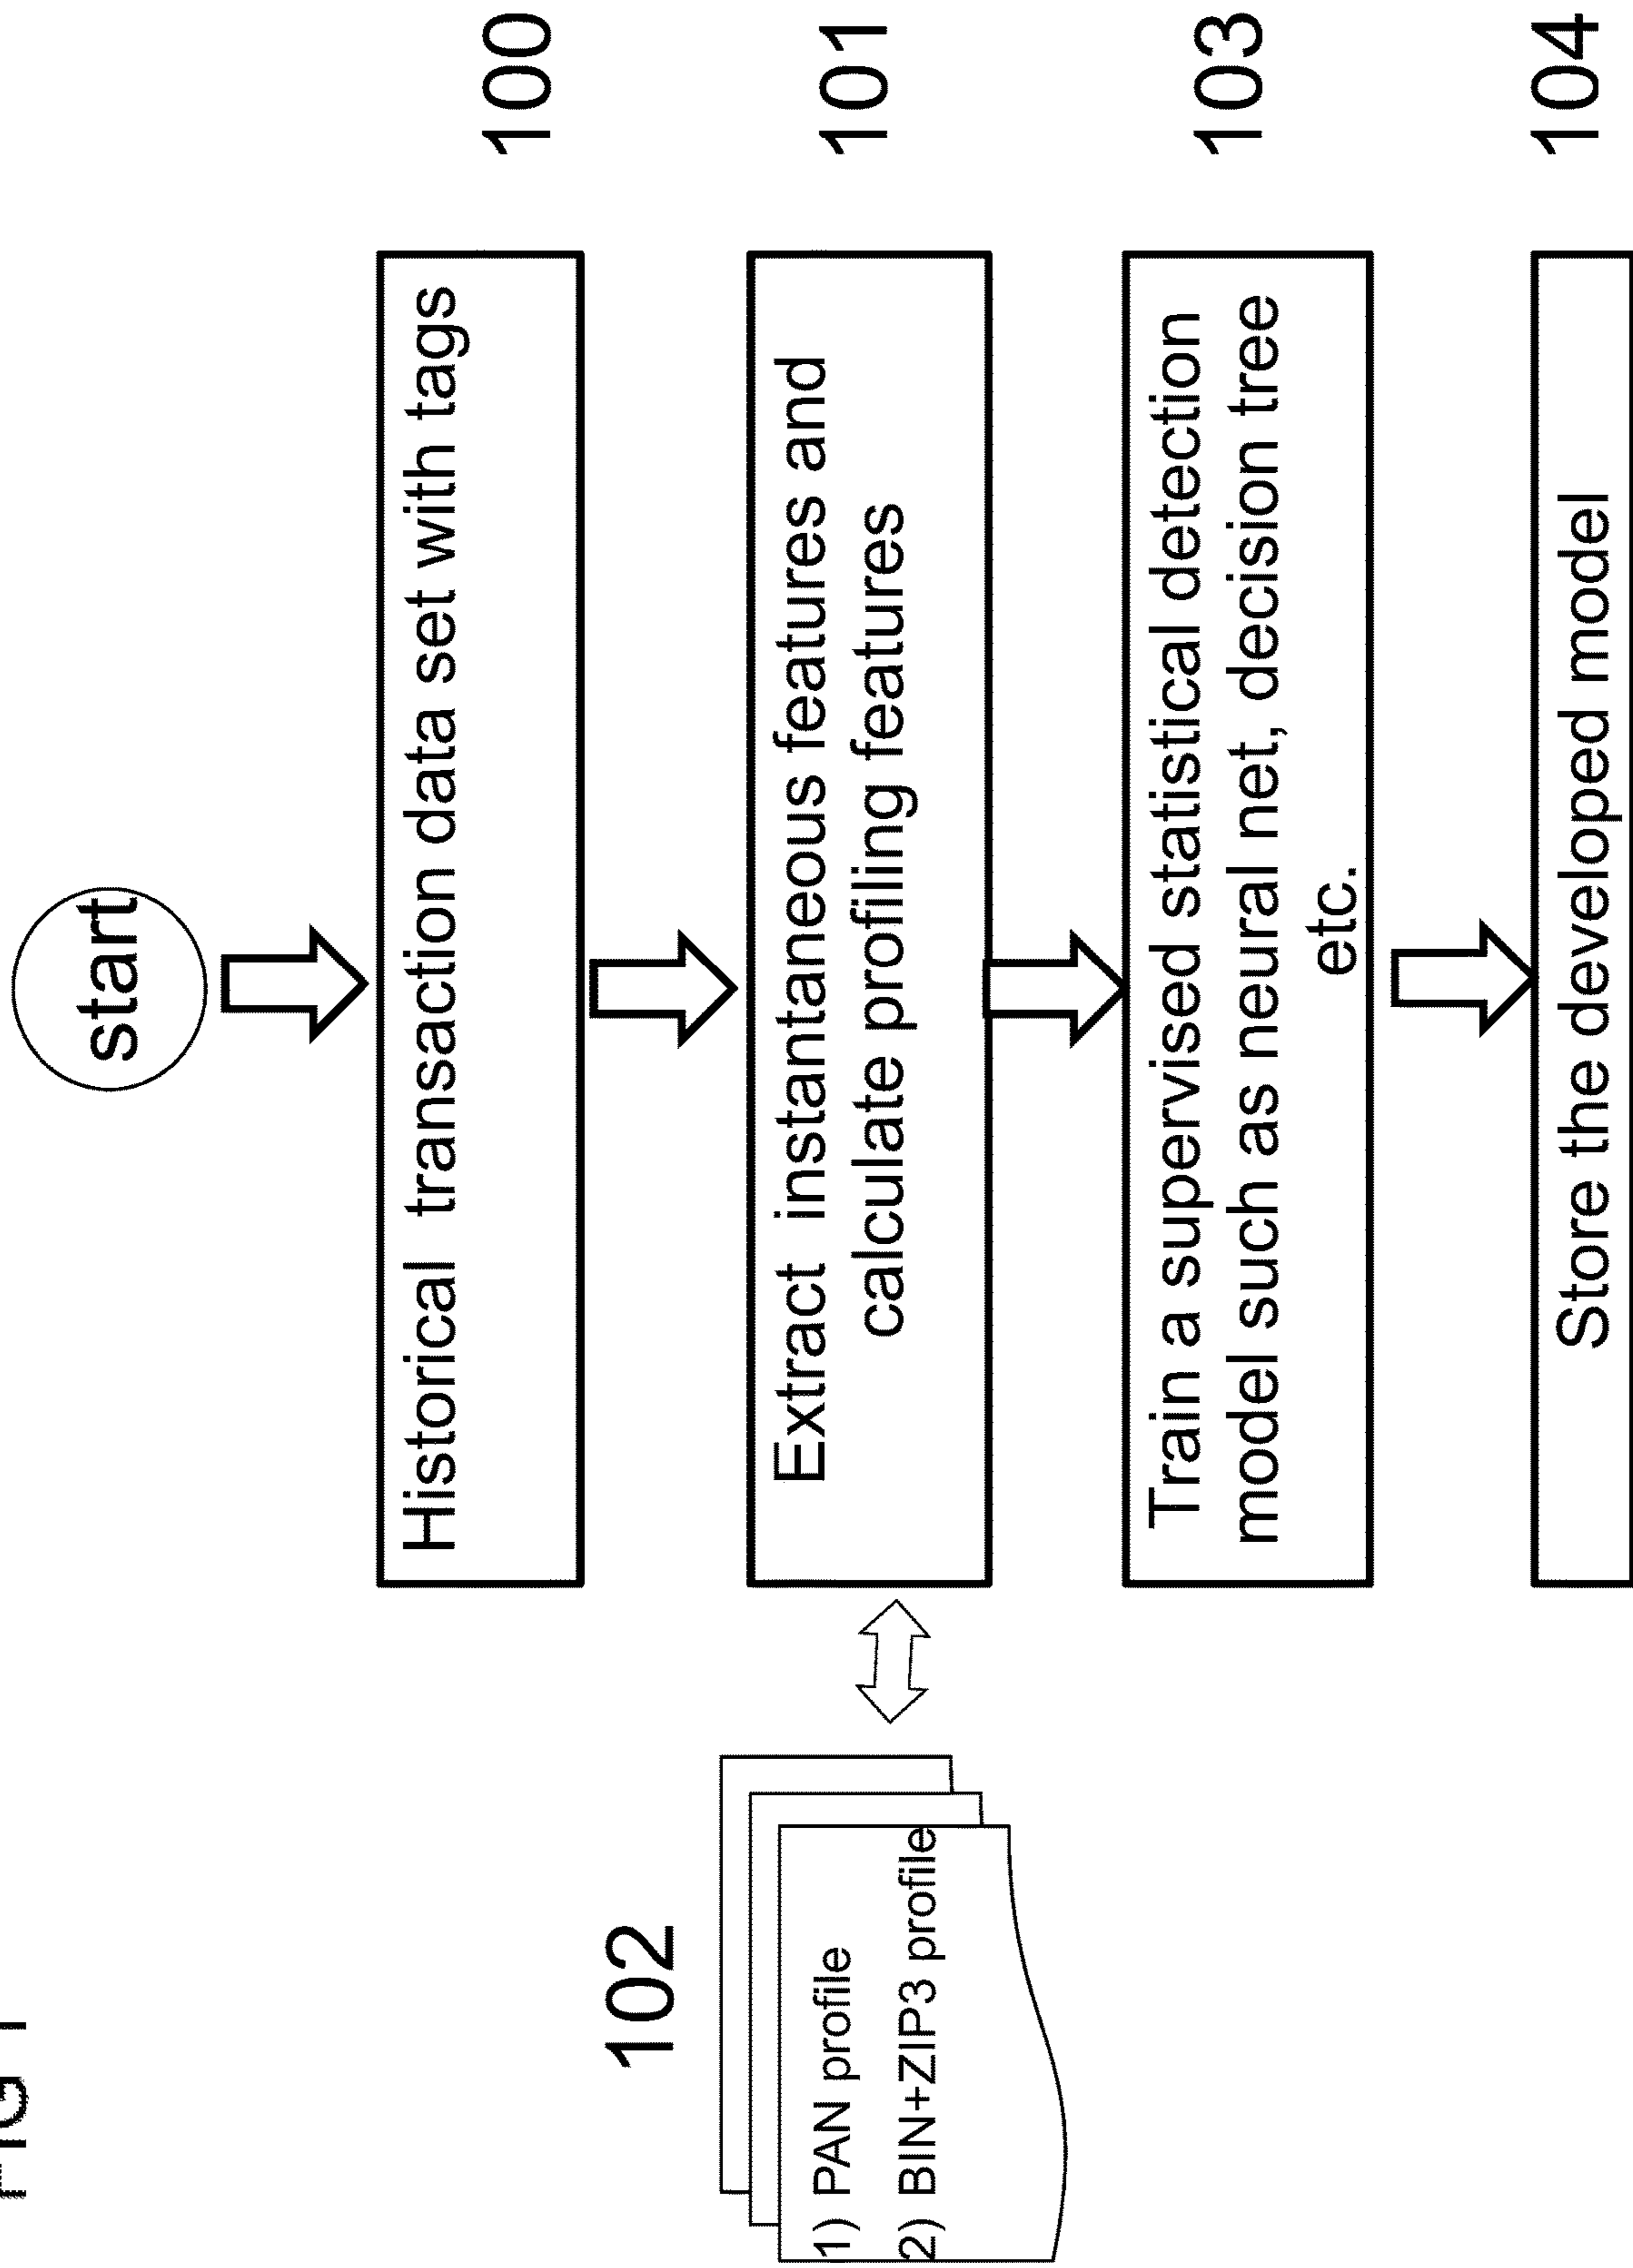 FIG 1
start
Historical transaction data set with tags
100
Extract instantaneous features and
calculate profiling features
101
102
1) PAN profile
2) BIN+ZIP3 profile
Train a supervised statistical detection
model such as neural net, decision tree
etc.
103
Store the developed model
104